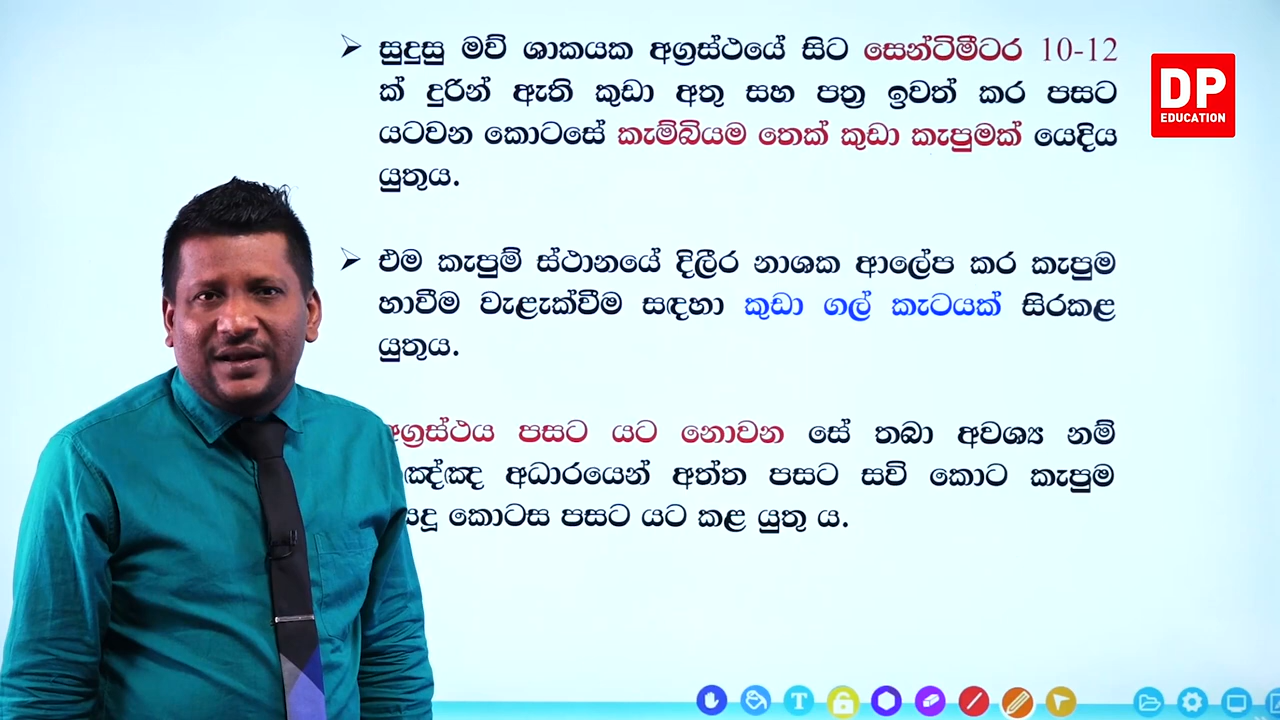 සුදුසු මව් ශාකයක අග්‍රස්ථයේ සිට සෙන්ටිමීටර 10-12
ක් දුරින් ඇති කුඩා අතු සහ පත්‍ර ඉවත් කර පසට
යටවන කොටසේ කැම්බියම තෙක් කුඩා කැපුමක් යෙදිය
යුතුය.
එම කැපුම් ස්ථානයේ දිලීර නාශක ආලේප කර කැපුම
හාවීම වැළැක්වීම සඳහා කුඩා ගල් කැටයක් සිරකළ
යුතුය.
අග්‍රස්ථය පසට යට නොවන සේ තබා අවශ්‍ය නම්
අධාරයෙන් අත්ත පසට සවි කොට කැපුම
කොටස පසට යට කළ යුතු ය.
DP
EDUCATION